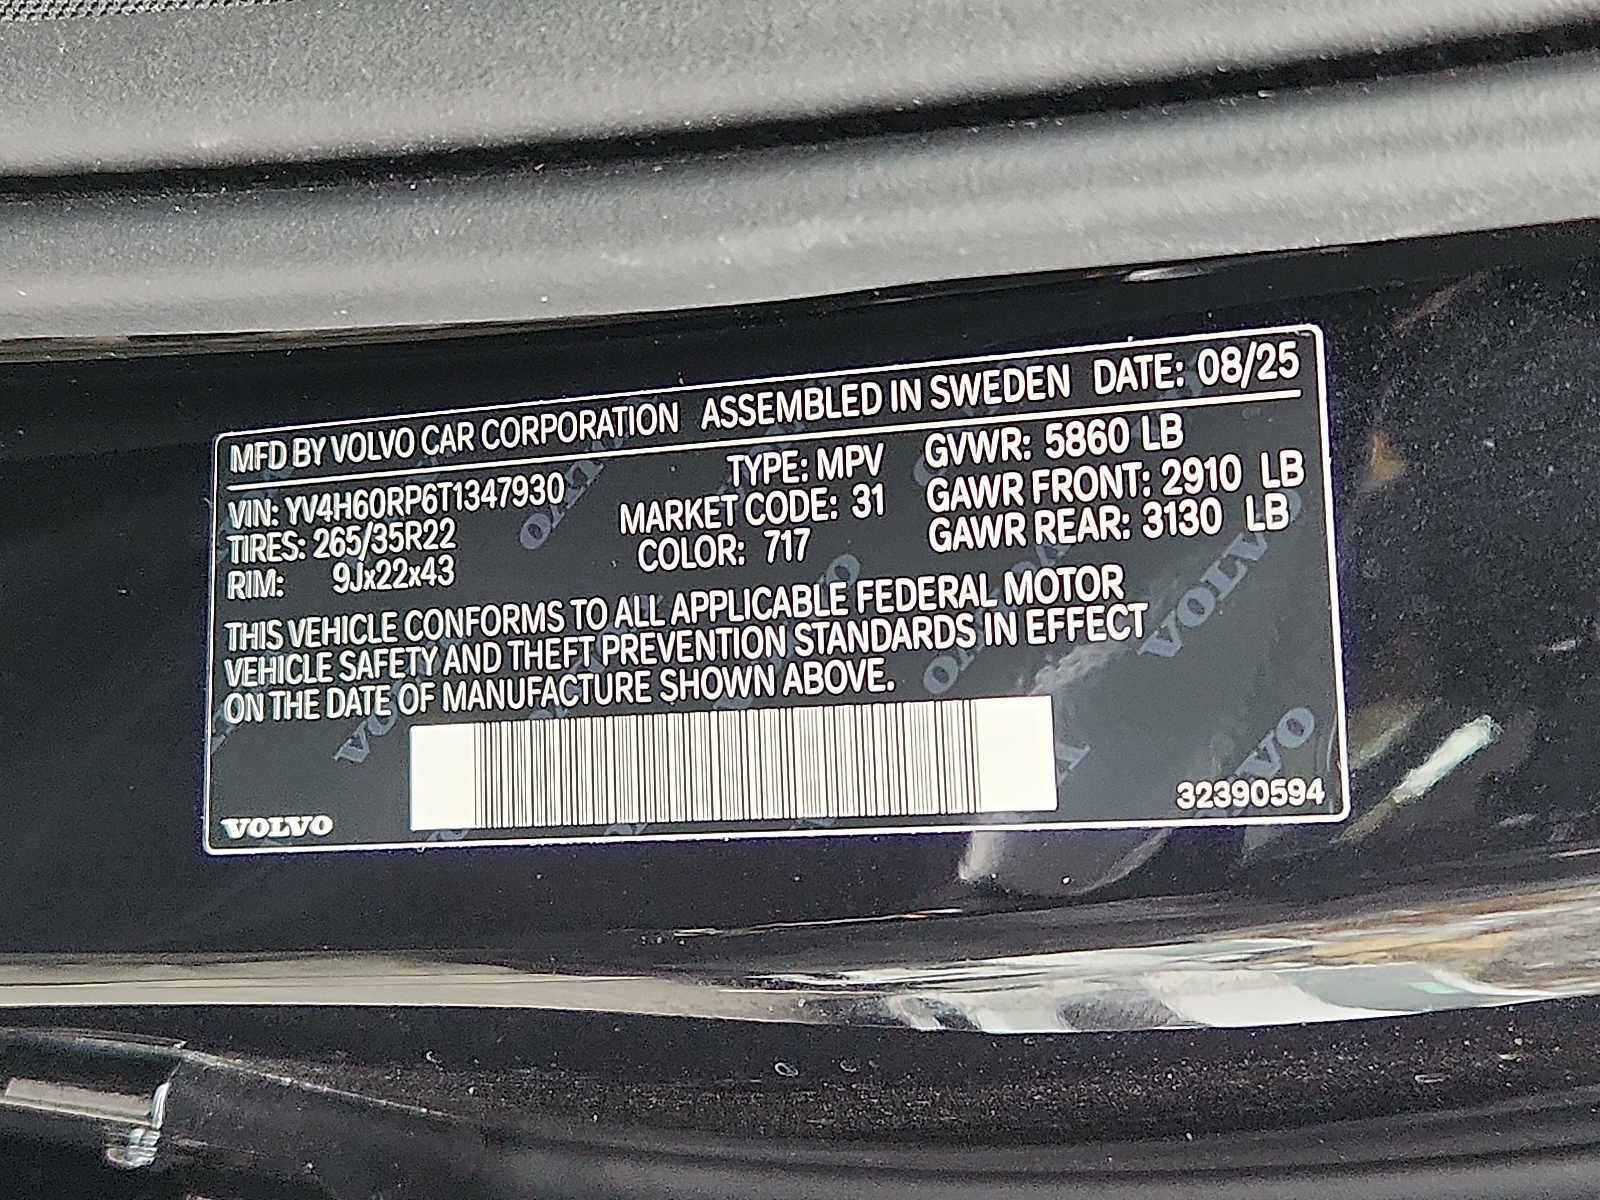 MFD BY VOLVO CAR CORPORATION ASSEMBLED IN SWEDEN DATE: 08/25
VIN: YV4H60RP6T1347930 TYPE: MPV GVWR: 5860 LB
TIRES: 265/35R22 MARKET CODE: 31 GAWR FRONT: 2910 LB
RIM: 9Jx22x43 COLOR: 717 GAWR REAR: 3130 LB
THIS VEHICLE CONFORMS TO ALL APPLICABLE FEDERAL MOTOR
VEHICLE SAFETY AND THEFT PREVENTION STANDARDS IN EFFECT
ON THE DATE OF MANUFACTURE SHOWN ABOVE.
VOLVO 32390594